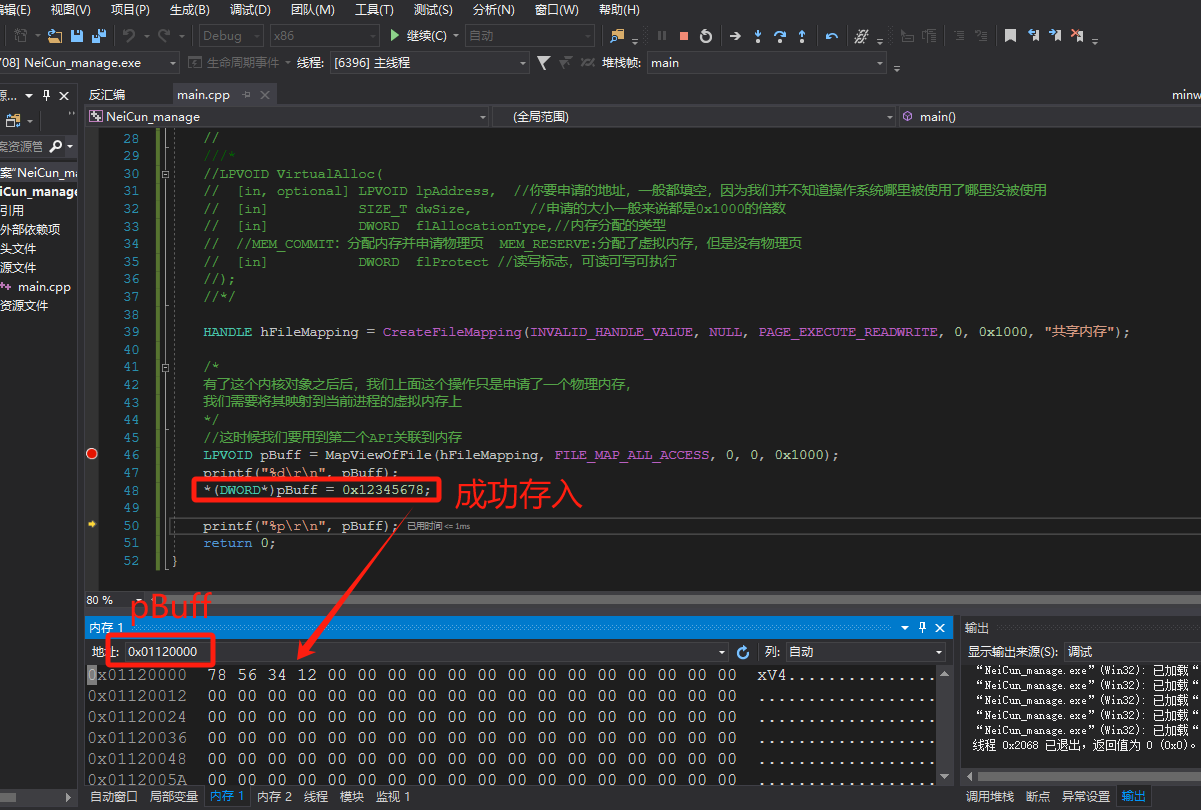 编辑(E) 视图(V) 项目(P) 生成(B) 调试(D) 团队(M) 工具(T) 测试(S) 分析(N) 窗口(W) 帮助(H)
Debug x86 继续(C) 自动
708] NeiCun_manage.exe 生命周期事件 线程: [6396] 主线程 堆栈帧: main
反汇编 main.cpp
NeiCun_manage (全局范围) main()
案资源管
案"NeiCun_ma
iCun_manage
引用
外部依赖项
头文件
源文件
main.cpp
资源文件
28 //
29 ///*
30 //LPVOID VirtualAlloc(
31 // [in, optional] LPVOID lpAddress, //你要申请的地址，一般都填空，因为我们并不知道操作系统哪里被使用了哪里没被使用
32 // [in] SIZE_T dwSize, //申请的大小一般来说都是0x1000的倍数
33 // [in] DWORD flAllocationType,//内存分配的类型
34 // //MEM_COMMIT: 分配内存并申请物理页 MEM_RESERVE:分配了虚拟内存，但是没有物理页
35 // [in] DWORD flProtect //读写标志，可读可写可执行
36 //);
37 //*/
38
39 HANDLE hFileMapping = CreateFileMapping(INVALID_HANDLE_VALUE, NULL, PAGE_EXECUTE_READWRITE, 0, 0x1000, "共享内存");
40
41 /*
42 有了这个内核对象之后后，我们上面这个操作只是申请了一个物理内存，
43 我们需要将其映射到当前进程的虚拟内存上
44 */
45 //这时候我们要用到第二个API关联到内存
46 LPVOID pBuff = MapViewOfFile(hFileMapping, FILE_MAP_ALL_ACCESS, 0, 0, 0x1000);
47 printf("%d\r\n", pBuff);
48 *(DWORD*)pBuff = 0x12345678; 成功存入
49
50 printf("%p\r\n", pBuff); 已用时间 <= 1ms
51 return 0;
52 }
80 %
pBuff
内存 1
地址: 0x01120000 列: 自动
0x01120000 78 56 34 12 00 00 00 00 00 00 00 00 00 00 00 00 00 00 xV4...............
0x01120012 00 00 00 00 00 00 00 00 00 00 00 00 00 00 00 00 00 00 ..................
0x01120024 00 00 00 00 00 00 00 00 00 00 00 00 00 00 00 00 00 00 ..................
0x01120036 00 00 00 00 00 00 00 00 00 00 00 00 00 00 00 00 00 00 ..................
0x01120048 00 00 00 00 00 00 00 00 00 00 00 00 00 00 00 00 00 00 ..................
0x0112005A 00 00 00 00 00 00 00 00 00 00 00 00 00 00 00 00 00 00 ..................
自动窗口 局部变量 内存 1 内存 2 线程 模块 监视 1
输出
显示输出来源(S): 调试
“NeiCun_manage.exe”(Win32): 已加载“
“NeiCun_manage.exe”(Win32): 已加载“
“NeiCun_manage.exe”(Win32): 已加载“
“NeiCun_manage.exe”(Win32): 已加载“
“NeiCun_manage.exe”(Win32): 已加载“
线程 0x2068 已退出，返回值为 0 (0x0)。
调用堆栈 断点 异常设置 输出